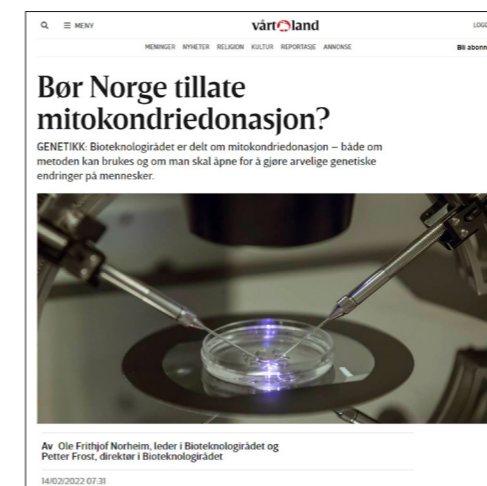 MENY
vårt land
LOGG
MENINGER NYHETER RELIGION KULTUR REPORTASJE ANNONSE
Bli abonn
Bør Norge tillate
mitokondriedonasjon?
GENETIKK: Bioteknologirådet er delt om mitokondriedonasjon – både om
metoden kan brukes og om man skal åpne for å gjøre arvelige genetiske
endringer på mennesker.
Av Ole Frithjof Norheim, leder i Bioteknologirådet og
Petter Frost, direktør i Bioteknologirådet
14/02/2022 07:31